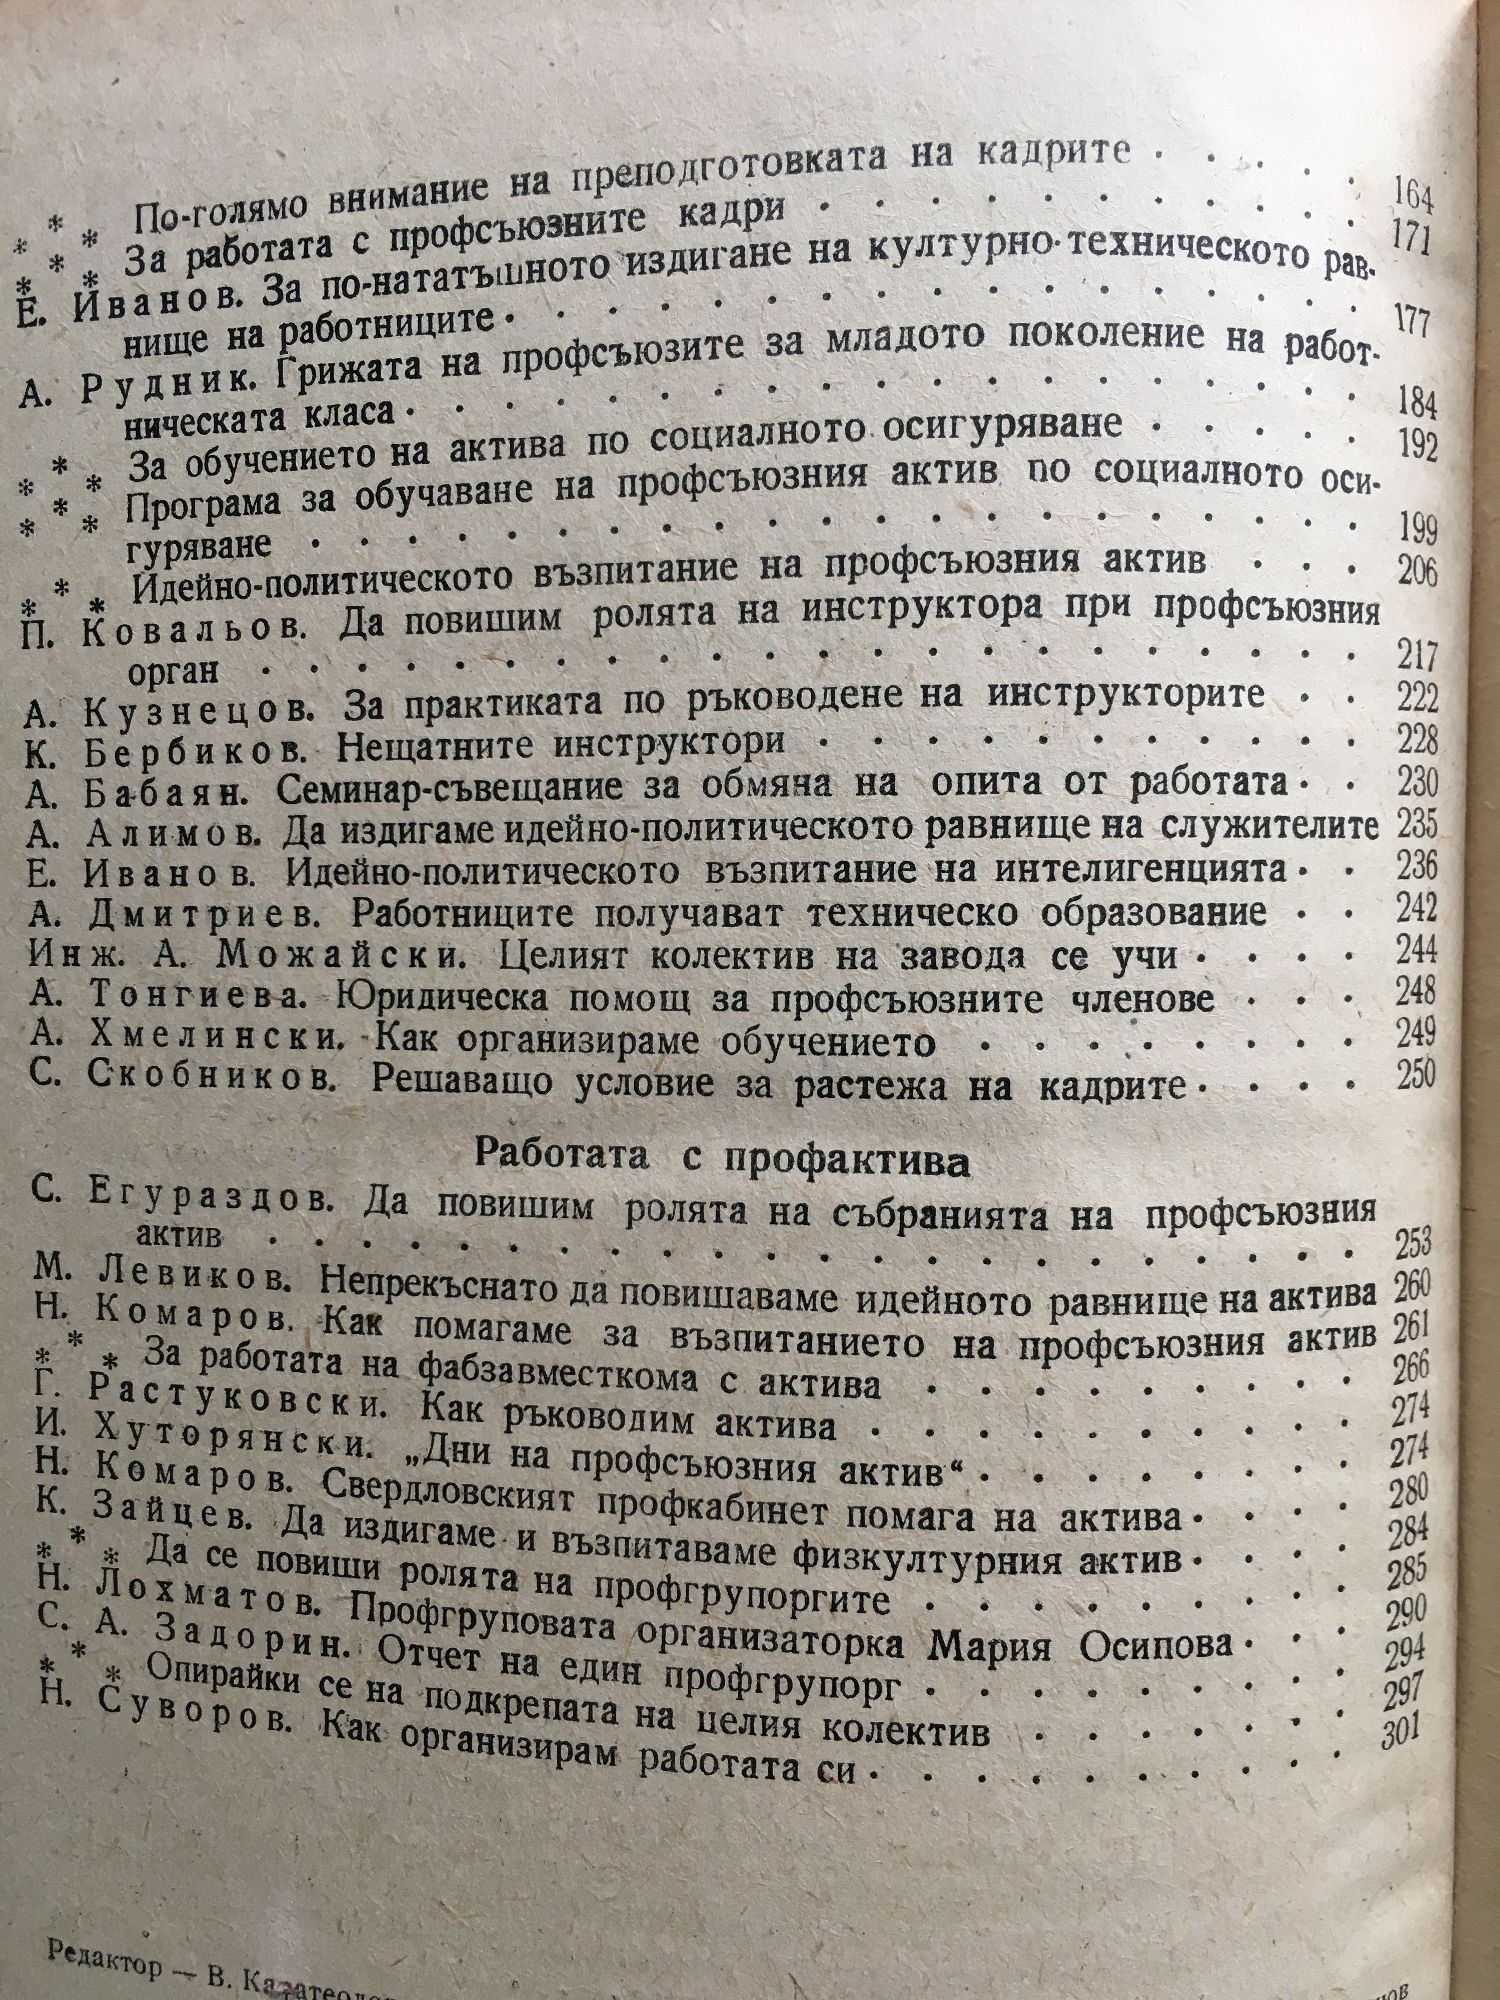 * * * По-голямо внимание на преподготовката на кадрите . . . . . 164
* * * За работата с профсъюзните кадри . . . . . . . . . . 171
Е. Иванов. За по-нататъшното издигане на културно-техническото рав-
нище на работниците . . . . . . . . . . . . . . . . 177
А. Рудник. Грижата на профсъюзите за младото поколение на работ-
ническата класа . . . . . . . . . . . . . . . . . . 184
* * * За обучението на актива по социалното осигуряване . . . . . 192
* * * Програма за обучаване на профсъюзния актив по социалното оси-
гуряване . . . . . . . . . . . . . . . . . . . . 199
* * * Идейно-политическото възпитание на профсъюзния актив . . . 206
П. Ковальов. Да повишим ролята на инструктора при профсъюзния
орган . . . . . . . . . . . . . . . . . . . . . 217
А. Кузнецов. За практиката по ръководене на инструкторите . . 222
К. Бербиков. Нещатните инструктори . . . . . . . . . . 228
А. Бабаян. Семинар-съвещание за обмяна на опита от работата . . 230
А. Алимов. Да издигаме идейно-политическото равнище на служителите 235
Е. Иванов. Идейно-политическото възпитание на интелигенцията . . 236
А. Дмитриев. Работниците получават техническо образование . . 242
Инж. А. Можайски. Целият колектив на завода се учи . . . . 244
А. Тонгиева. Юридическа помощ за профсъюзните членове . . . 248
А. Хмелински. Как организираме обучението . . . . . . . . 249
С. Скобников. Решаващо условие за растежа на кадрите . . . . 250
Работата с профактива
С. Егураздов. Да повишим ролята на събранията на профсъюзния
актив . . . . . . . . . . . . . . . . . . . . . 253
М. Левиков. Непрекъснато да повишаваме идейното равнище на актива 260
Н. Комаров. Как помагаме за възпитанието на профсъюзния актив 261
* * * За работата на фабзавместкома с актива . . . . . . . . 266
Г. Растуковски. Как ръководим актива . . . . . . . . . 274
И. Хуторянски. „Дни на профсъюзния актив“ . . . . . . . 274
Н. Комаров. Свердловският профкабинет помага на актива . . . 280
К. Зайцев. Да издигаме и възпитаваме физкултурния актив . . . . 284
* * * Да се повиши ролята на профгрупоргите . . . . . . . . 285
Н. Лохматов. Профгруповата организаторка Мария Осипова . . . 290
С. А. Задорин. Отчет на един профгрупорг . . . . . . . . 294
* * * Опирайки се на подкрепата на целия колектив . . . . . . 297
Н. Суворов. Как организирам работата си . . . . . . . . . 301
Редактор — В.